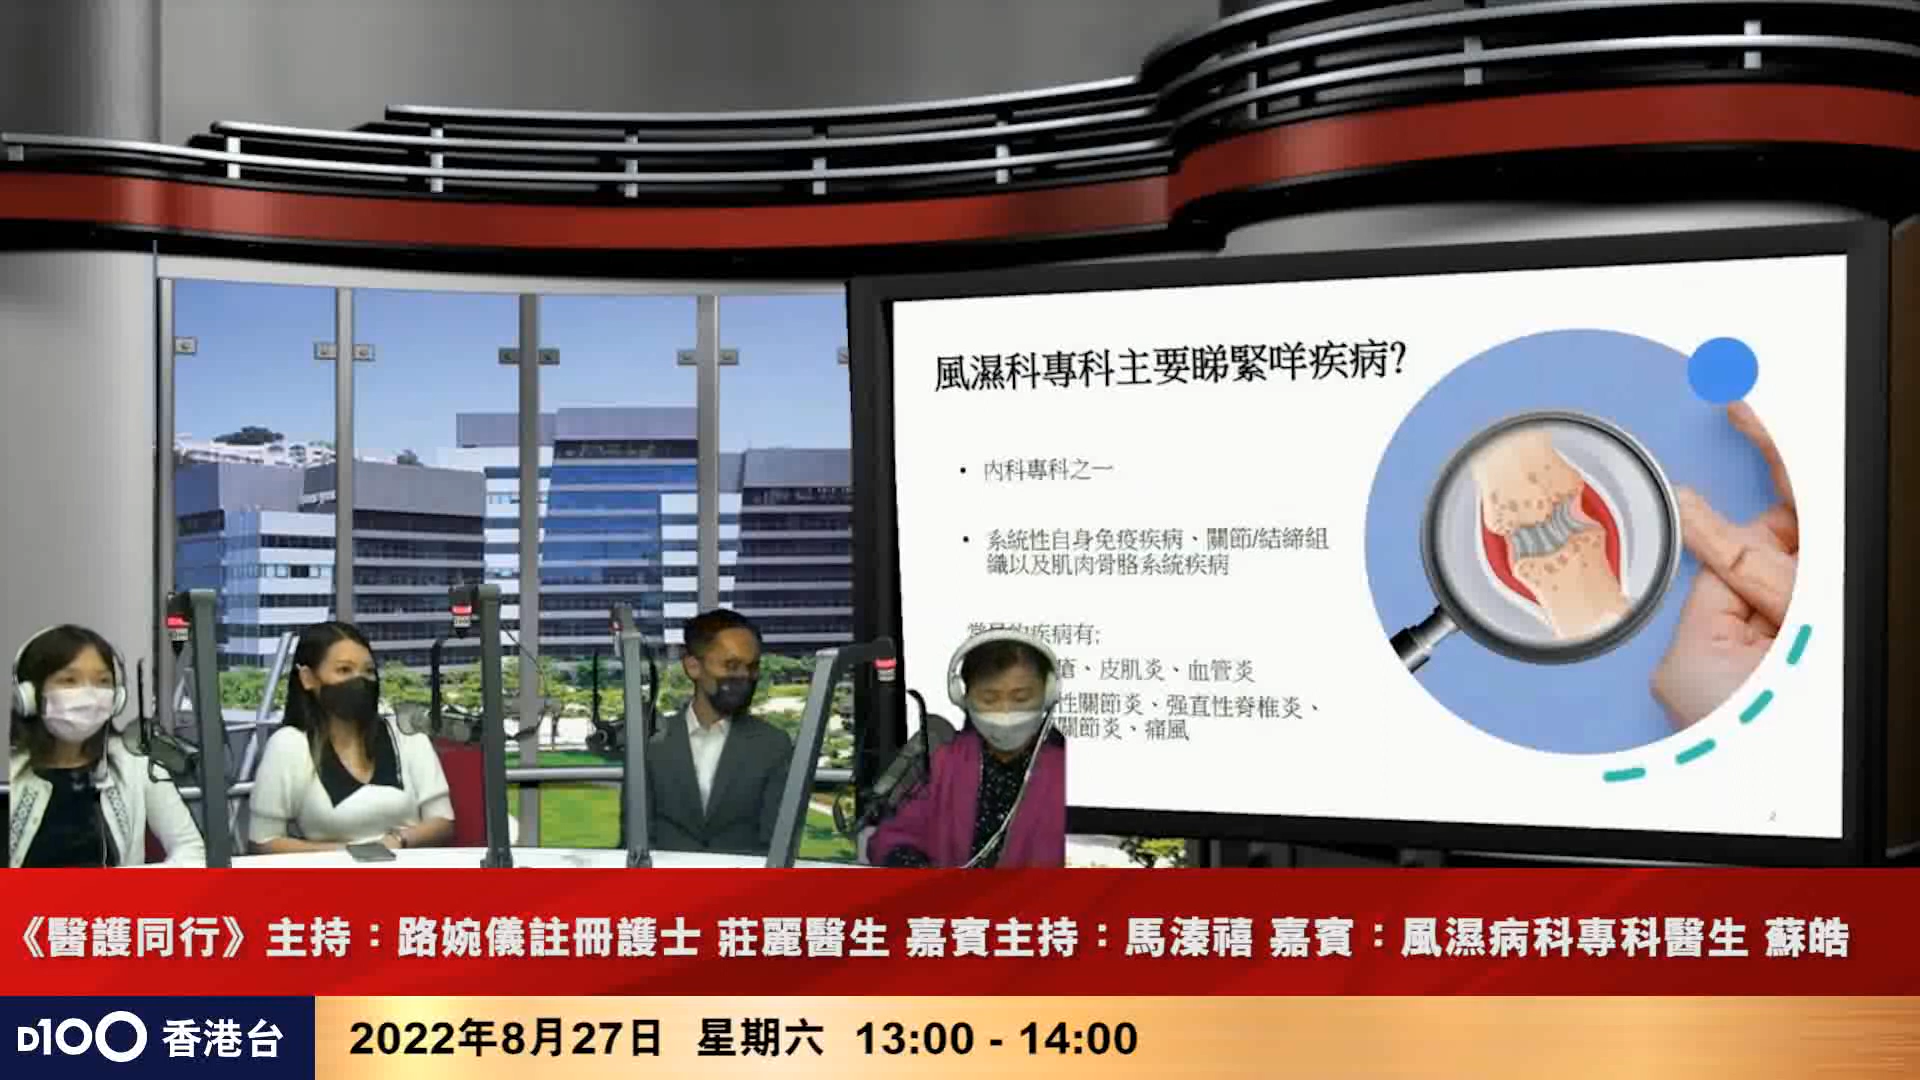 風濕科專科主要睇緊咩疾病?
• 內科專科之一
• 系統性自身免疫疾病、關節/結締組
織以及肌肉骨骼系統疾病
疾病有:
瘡、皮肌炎、血管炎
性關節炎、强直性脊椎炎、
關節炎、痛風
2
《醫護同行》主持：路婉儀註冊護士 莊麗醫生 嘉賓主持：馬溱禧 嘉賓：風濕病科專科醫生 蘇皓
D100 香港台
2022年8月27日 星期六 13:00 - 14:00